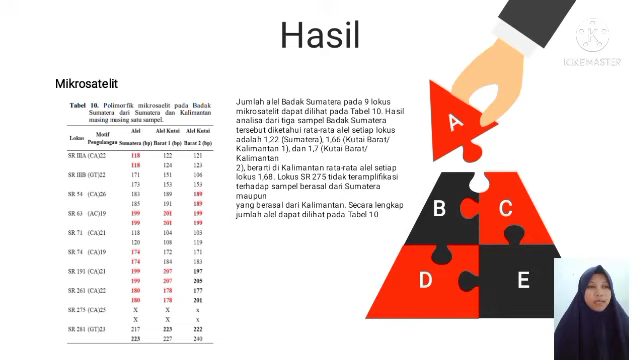 Hasil
KINEMASTER
Mikrosatelit
Tabel 10. Polimorfik mikrosaelit pada Badak
Sumatera dari Sumatera dan Kalimantan
masing masing satu sampel.
Lokus Motif Pengulangan Alel Sumatera (bp) Alel Kutai Barat 1 (bp) Alel Kutai Barat 2 (bp)
SR IIIA (CA)22 118 122 121
118 124 123
SR IIIB (GT)22 171 151 106
173 153 153
SR 54 (CA)26 183 189 189
185 191 189
SR 63 (AC)19 199 201 199
199 201 199
SR 71 (CA)21 118 104 103
120 108 119
SR 74 (CA)19 174 172 171
174 184 183
SR 191 (CA)21 199 207 197
199 207 205
SR 261 (CA)22 180 178 177
180 178 201
SR 275 (CA)25 X X x
X X x
SR 281 (GT)23 217 223 222
223 227 240
Jumlah alel Badak Sumatera pada 9 lokus
mikrosatelit dapat dilihat pada Tabel 10. Hasil
analisa dari tiga sampel Badak Sumatera
tersebut diketahui rata-rata alel setiap lokus
adalah 1,22 (Sumatera), 1,66 (Kutai Barat/
Kalimantan 1), dan 1,7 (Kutai Barat/
Kalimantan
2), berarti di Kalimantan rata-rata alel setiap
lokus 1,68. Lokus SR 275 tidak teramplifikasi
terhadap sampel berasal dari Sumatera
maupun
yang berasal dari Kalimantan. Secara lengkap
jumlah alel dapat dilihat pada Tabel 10
A
B C
D E